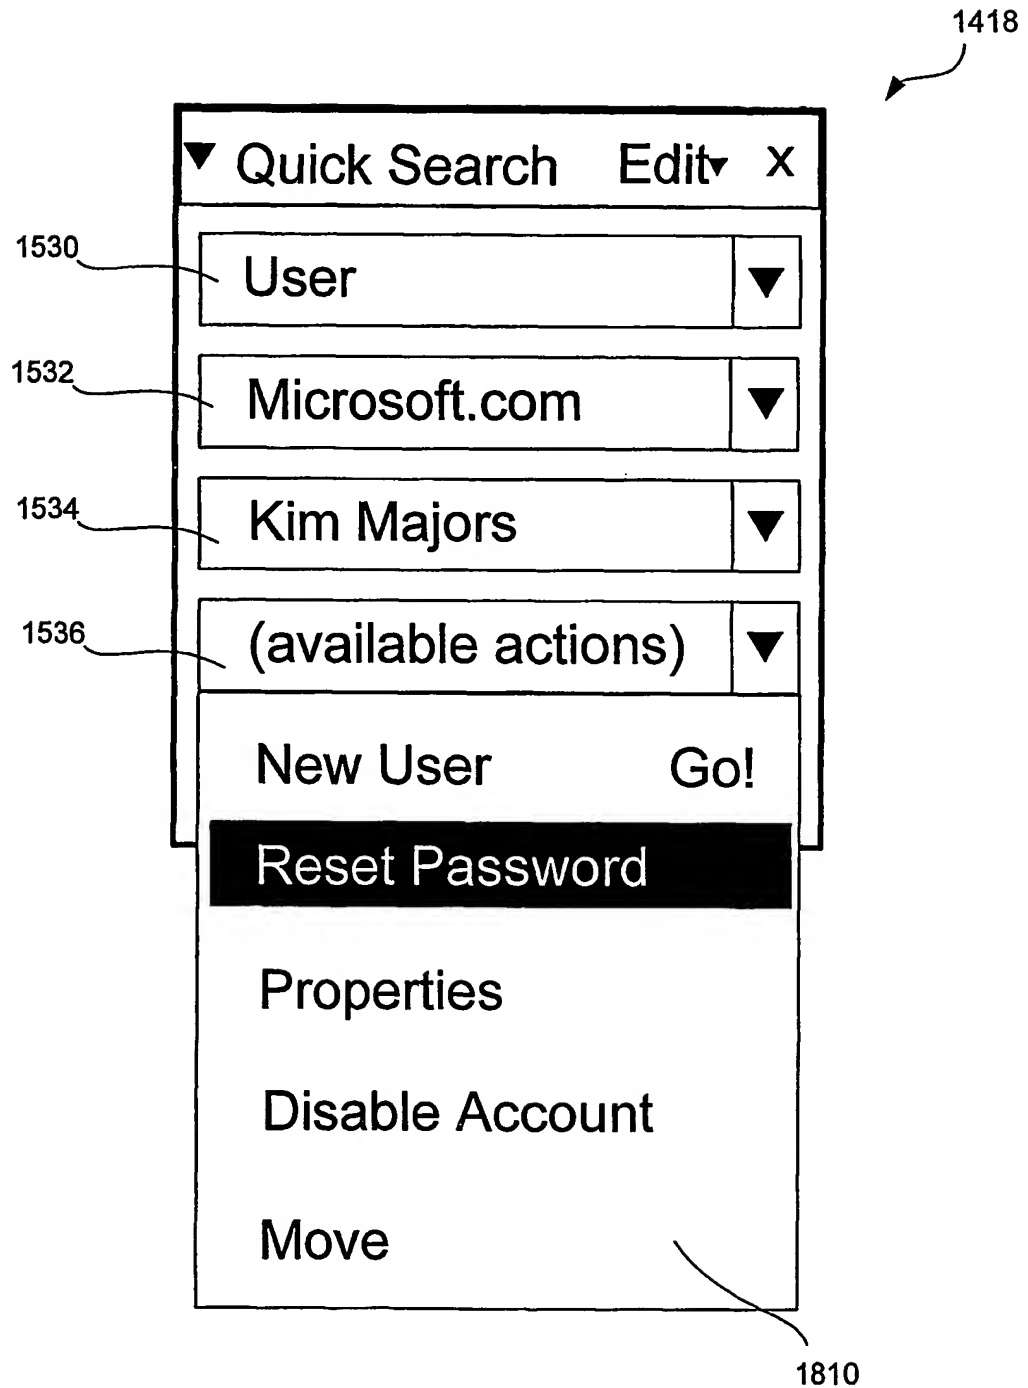 1418
Quick Search Edit X
1530
User
1532
Microsoft.com
1534
Kim Majors
1536
(available actions)
New User Go!
Reset Password
Properties
Disable Account
Move
1810